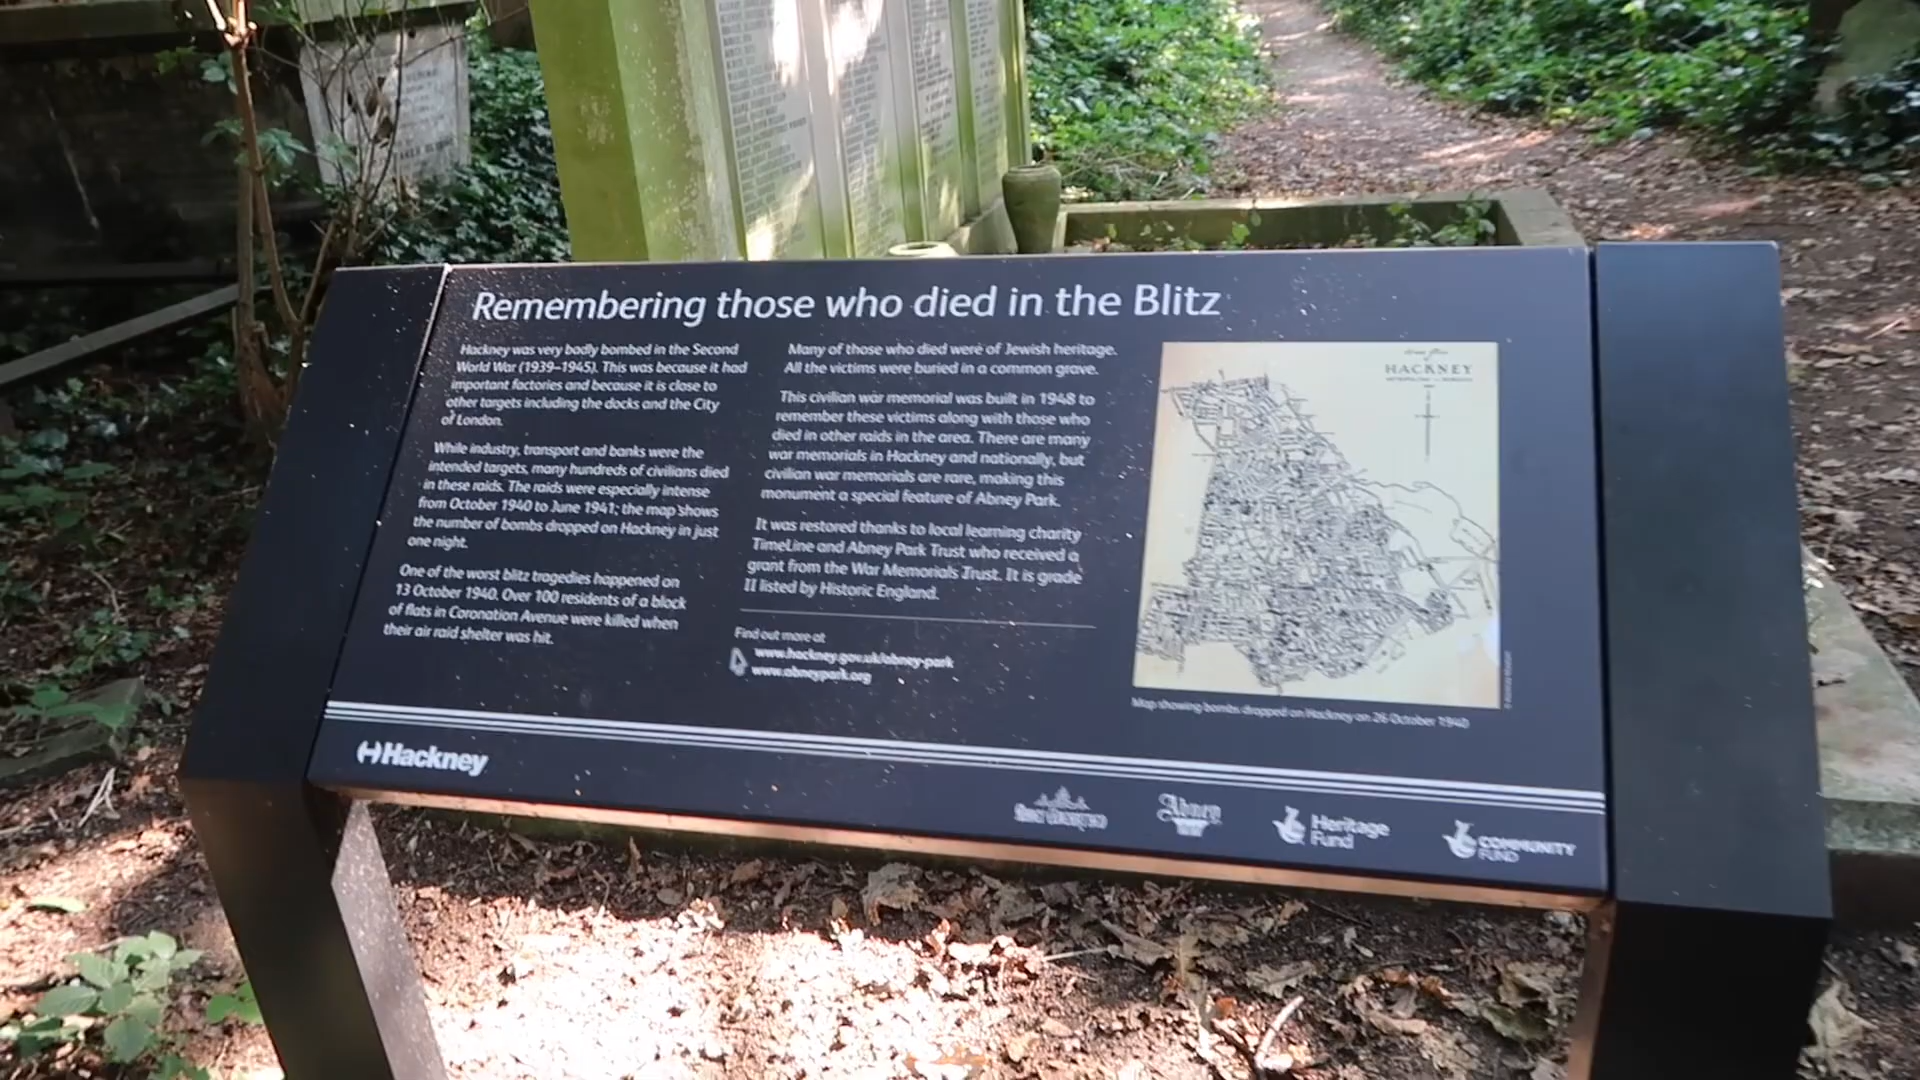 Remembering those who died in the Blitz
Hackney was very badly bombed in the Second
World War (1939–1945). This was because it had
important factories and because it is close to
other targets including the docks and the City
of London.
While industry, transport and banks were the
intended targets, many hundreds of civilians died
in these raids. The raids were especially intense
from October 1940 to June 1941; the map shows
the number of bombs dropped on Hackney in just
one night.
One of the worst blitz tragedies happened on
13 October 1940. Over 100 residents of a block
of flats in Coronation Avenue were killed when
their air raid shelter was hit.
Many of those who died were of Jewish heritage.
All the victims were buried in a common grave.
This civilian war memorial was built in 1948 to
remember these victims along with those who
died in other raids in the area. There are many
war memorials in Hackney and nationally, but
civilian war memorials are rare, making this
monument a special feature of Abney Park.
It was restored thanks to local learning charity
TimeLine and Abney Park Trust who received a
grant from the War Memorials Trust. It is grade
II listed by Historic England.
Find out more at
www.hackney.gov.uk/abney-park
www.abneypark.org
HACKNEY
Map showing bombs dropped on Hackney on 26 October 1940
Hackney
Abney
Heritage
Fund
COMMUNITY
FUND